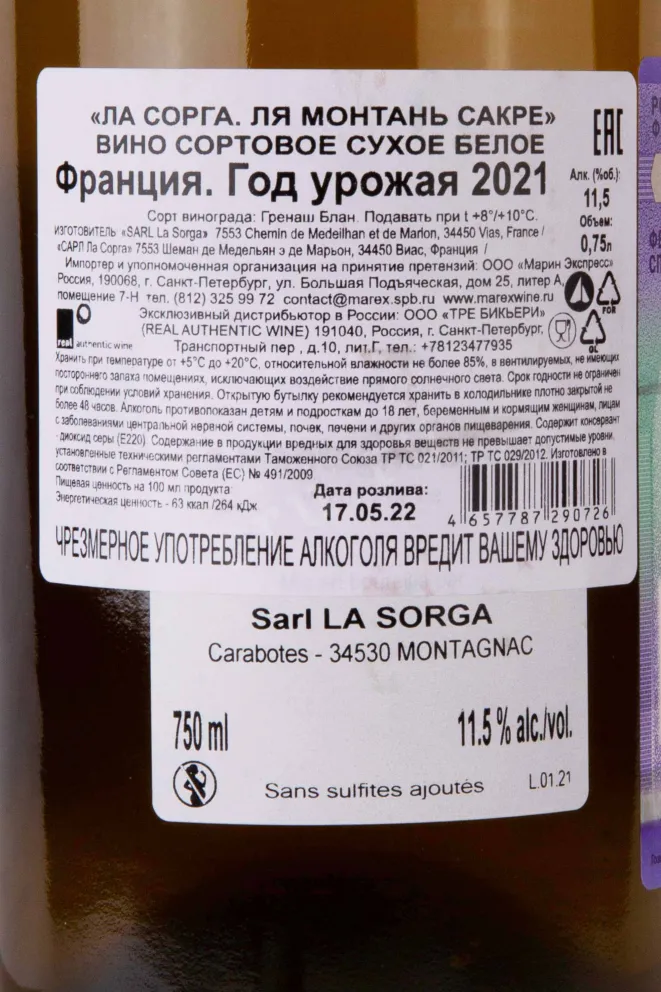 «ЛА СОРГА. ЛЯ МОНТАНЬ САКРЕ»
ВИНО СОРТОВОЕ СУХОЕ БЕЛОЕ
EAC
Франция. Год урожая 2021
Алк. (%об.):
11,5
Объем:
0,75л
Сорт винограда: Гренаш Блан. Подавать при t +8°/+10°C.
ИЗГОТОВИТЕЛЬ «SARL La Sorga» 7553 Chemin de Medeilhan et de Marlon, 34450 Vias, France /
«САРЛ Ла Сорга» 7553 Шеман де Медельян э де Марьон, 34450 Виас, Франция /
Импортер и уполномоченная организация на принятие претензий: ООО «Марин Экспресс»
Россия, 190068, г. Санкт-Петербург, ул. Большая Подъяческая, дом 25, литер А,
помещение 7-Н тел. (812) 325 99 72 contact@marex.spb.ru www.marexwine.ru
Эксклюзивный дистрибьютор в России: ООО «ТРЕ БИКЬЕРИ»
(REAL AUTHENTIC WINE) 191040, Россия, г. Санкт-Петербург,
real authentic wine
Транспортный пер., д.10, лит.Г, тел.: +78123477935
FOR
GL
Хранить при температуре от +5°C до +20°C, относительной влажности не более 85%, в вентилируемых, не имеющих
постороннего запаха помещениях, исключающих воздействие прямого солнечного света. Срок годности не ограничен
при соблюдении условий хранения. Открытую бутылку рекомендуется хранить в холодильнике плотно закрытой не
более 48 часов. Алкоголь противопоказан детям и подросткам до 18 лет, беременным и кормящим женщинам, лицам
с заболеваниями центральной нервной системы, почек, печени и других органов пищеварения. Содержит консервант
- диоксид серы (Е220). Содержание в продукции вредных для здоровья веществ не превышает допустимые уровни,
установленные техническими регламентами Таможенного Союза ТР ТС 021/2011; ТР ТС 029/2012. Изготовлено в
соответствии с Регламентом Совета (ЕС) № 491/2009
Пищевая ценность на 100 мл продукта:
Энергетическая ценность - 63 ккал /264 кДж
Дата розлива:
17.05.22
4 657787 290726
ЧРЕЗМЕРНОЕ УПОТРЕБЛЕНИЕ АЛКОГОЛЯ ВРЕДИТ ВАШЕМУ ЗДОРОВЬЮ
Sarl LA SORGA
Carabotes - 34530 MONTAGNAC
750 ml
11.5 % alc./vol.
Sans sulfites ajoutés
L.01.21